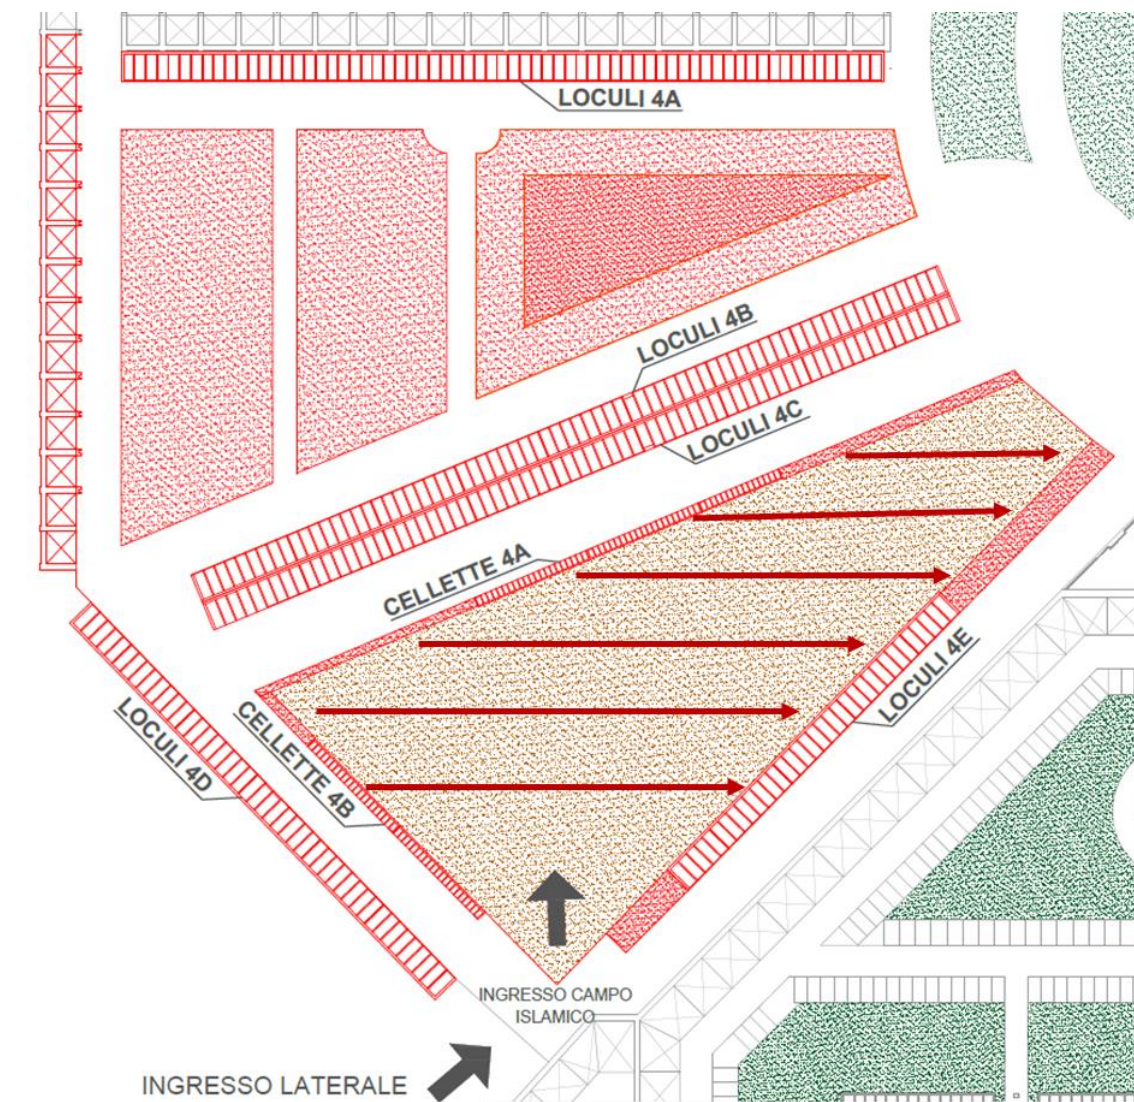 LOCULI 4A
LOCULI 4B
LOCULI 4C
CELLETTE 4A
LOCULI 4E
CELLETTE 4B
LOCULI 4D
INGRESSO CAMPO
ISLAMICO
INGRESSO LATERALE